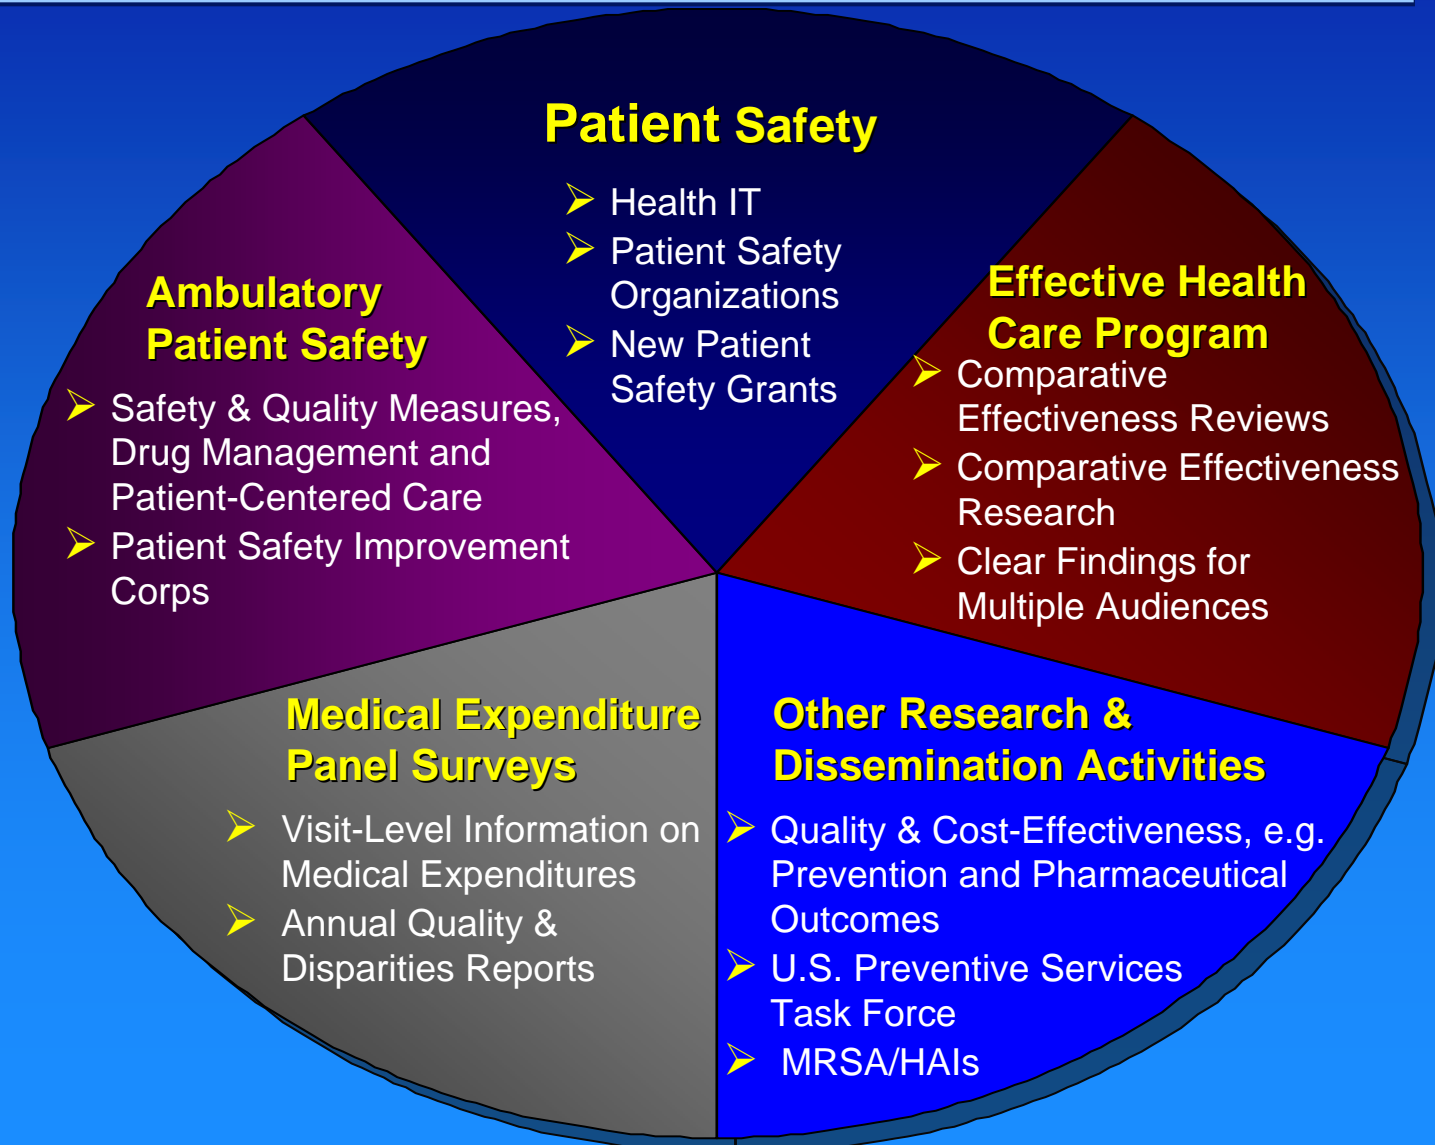 Patient Safety
➢ Health IT
➢ Patient Safety
Organizations
➢ New Patient
Safety Grants
Ambulatory
Patient Safety
➢ Safety & Quality Measures,
Drug Management and
Patient-Centered Care
➢ Patient Safety Improvement
Corps
Effective Health
Care Program
➢ Comparative
Effectiveness Reviews
➢ Comparative Effectiveness
Research
➢ Clear Findings for
Multiple Audiences
Medical Expenditure
Panel Surveys
➢ Visit-Level Information on
Medical Expenditures
➢ Annual Quality &
Disparities Reports
Other Research &
Dissemination Activities
➢ Quality & Cost-Effectiveness, e.g.
Prevention and Pharmaceutical
Outcomes
➢ U.S. Preventive Services
Task Force
➢ MRSA/HAIs